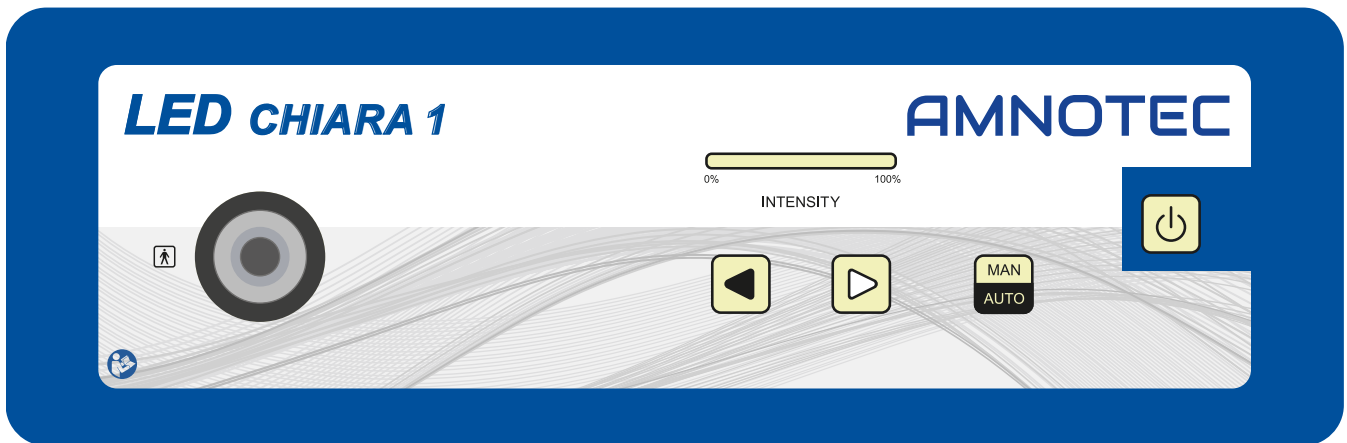 LED CHIARA 1
AMNOTEC
0% 100%
INTENSITY
MAN
AUTO